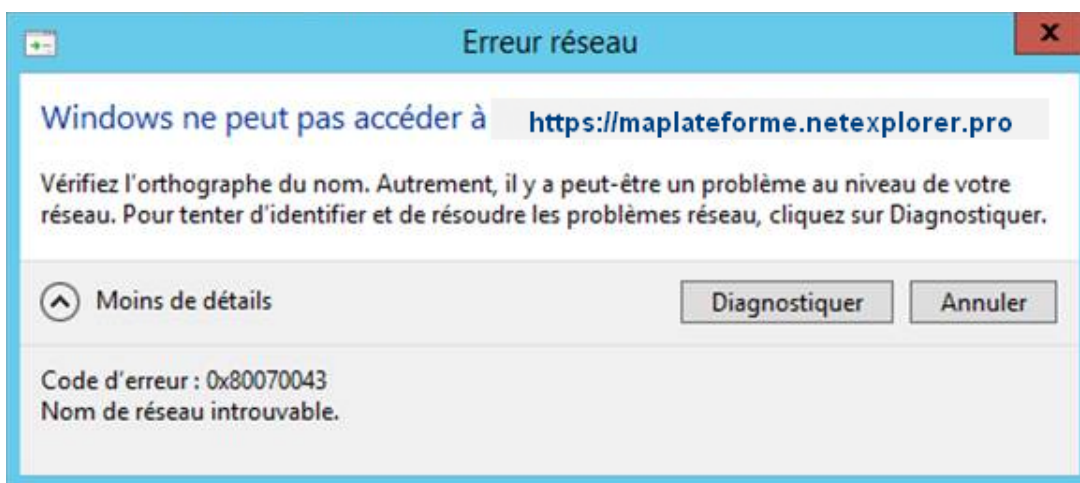 Erreur réseau
x
Windows ne peut pas accéder à https://maplateforme.netexplorer.pro
Vérifiez l'orthographe du nom. Autrement, il y a peut-être un problème au niveau de votre
réseau. Pour tenter d'identifier et de résoudre les problèmes réseau, cliquez sur Diagnostiquer.
Moins de détails
Diagnostiquer
Annuler
Code d'erreur : 0x80070043
Nom de réseau introuvable.